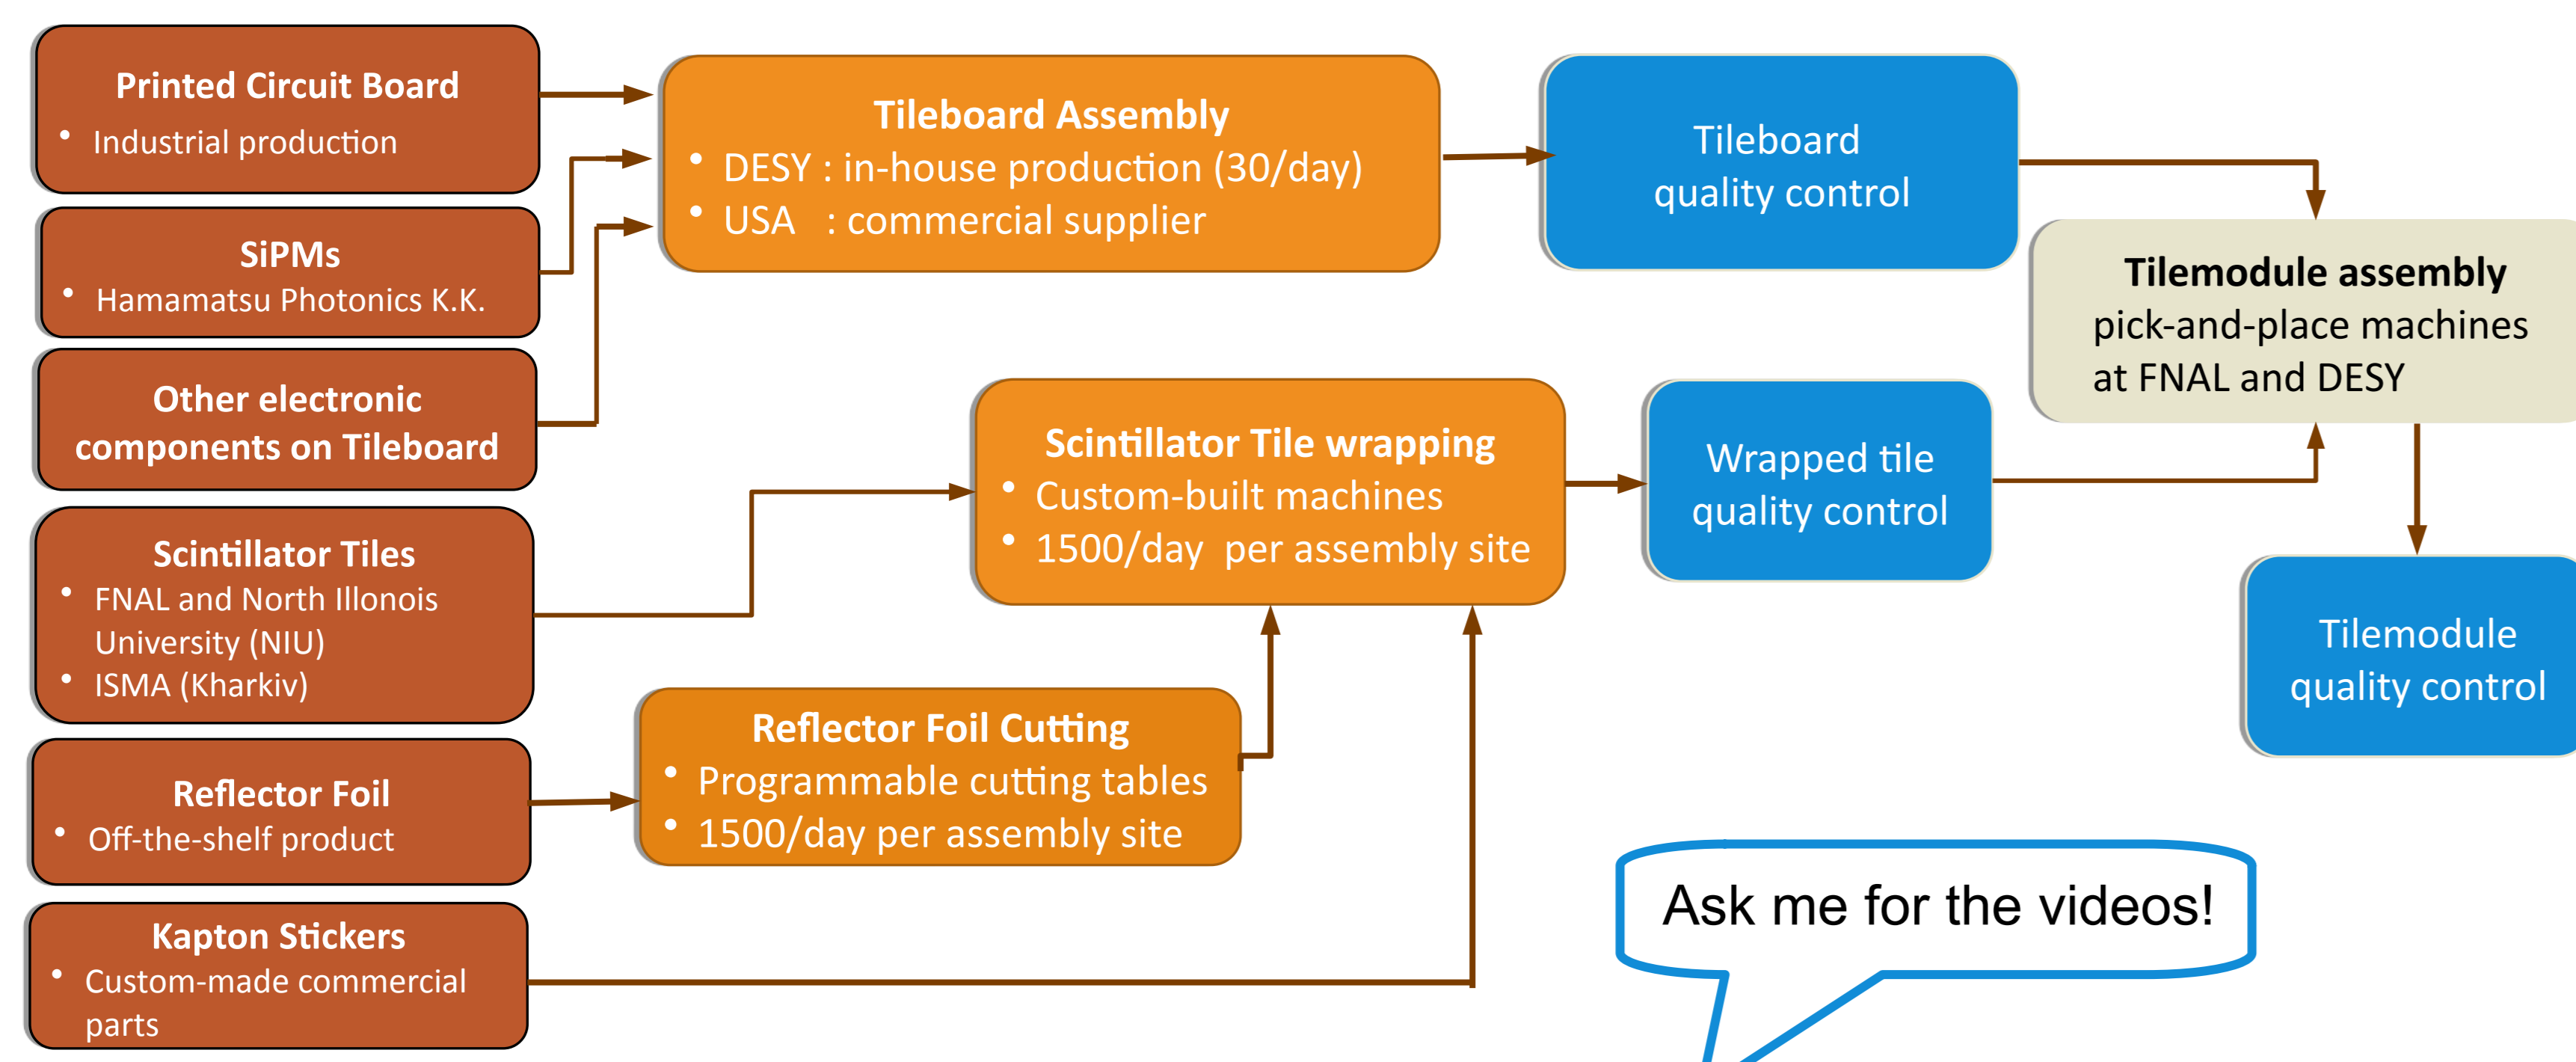 Printed Circuit Board
• Industrial production
SiPMs
• Hamamatsu Photonics K.K.
Other electronic
components on Tileboard
Scintillator Tiles
• FNAL and North Illonois
University (NIU)
• ISMA (Kharkiv)
Reflector Foil
• Off-the-shelf product
Kapton Stickers
• Custom-made commercial
parts
Tileboard Assembly
• DESY : in-house production (30/day)
• USA : commercial supplier
Scintillator Tile wrapping
• Custom-built machines
• 1500/day per assembly site
Reflector Foil Cutting
• Programmable cutting tables
• 1500/day per assembly site
Tileboard
quality control
Wrapped tile
quality control
Tilemodule assembly
pick-and-place machines
at FNAL and DESY
Tilemodule
quality control
Ask me for the videos!